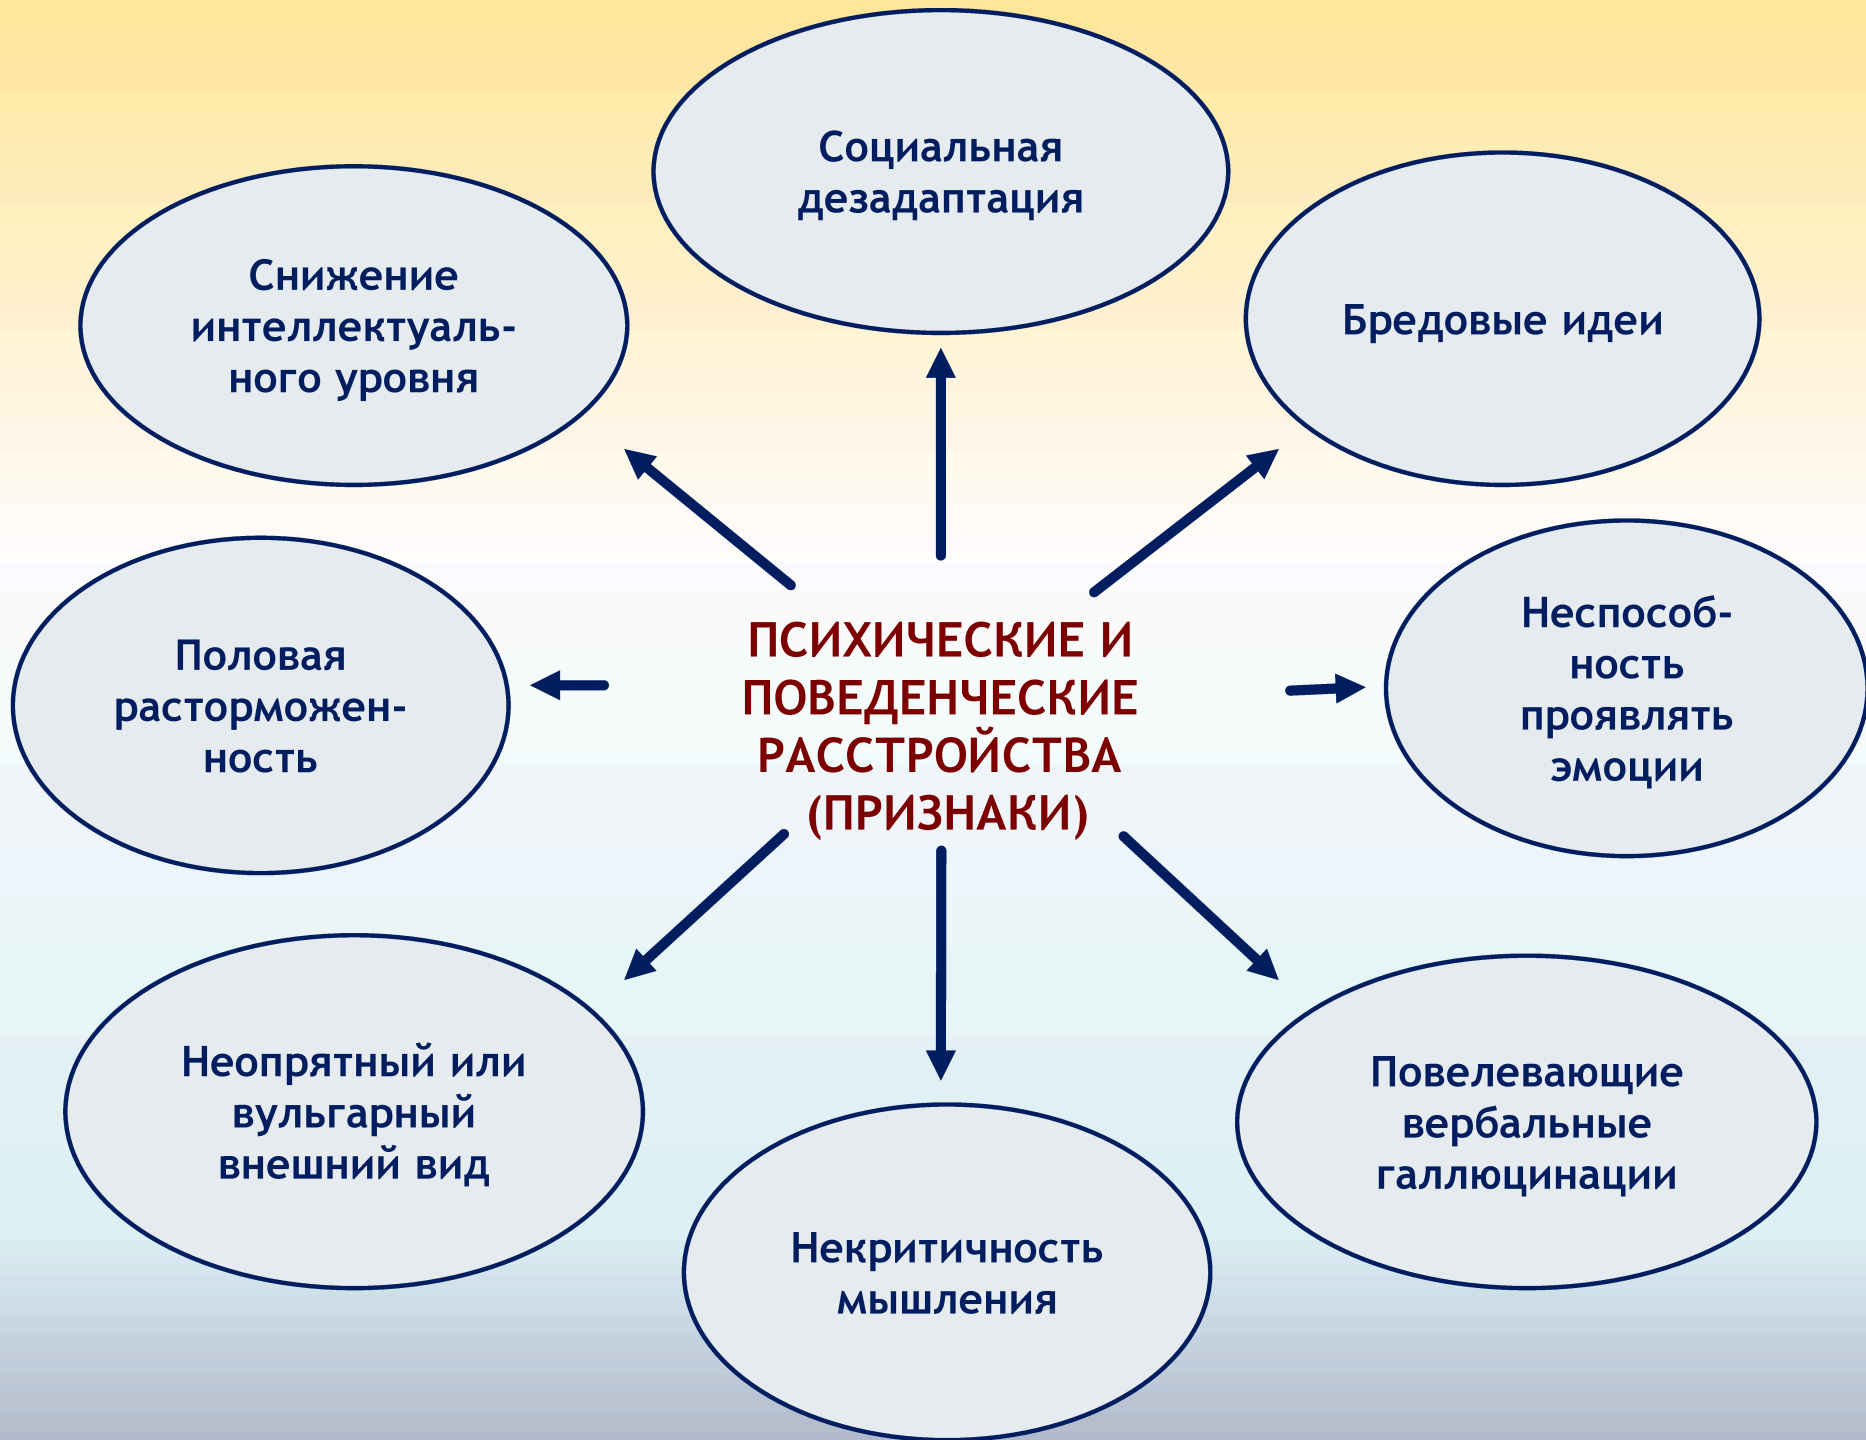 Социальная
дезадаптация
Снижение
интеллектуаль-
ного уровня
Бредовые идеи
Половая
расторможен-
ность
ПСИХИЧЕСКИЕ И
ПОВЕДЕНЧЕСКИЕ
РАССТРОЙСТВА
(ПРИЗНАКИ)
Неспособ-
ность
проявлять
эмоции
Неопрятный или
вульгарный
внешний вид
Некритичность
мышления
Повелевающие
вербальные
галлюцинации